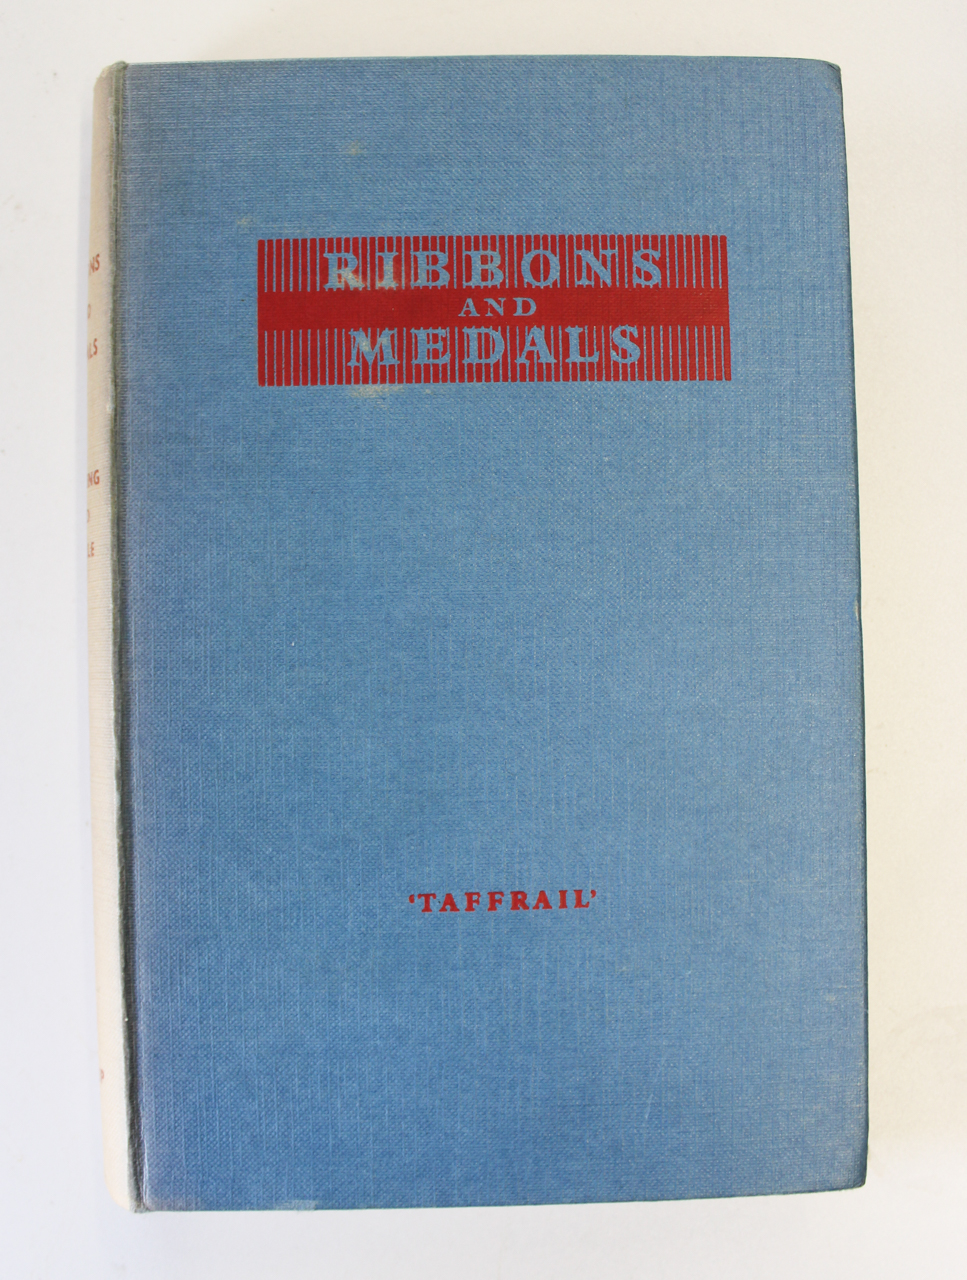 RIBBONS
AND
MEDALS
'TAFFRAIL'